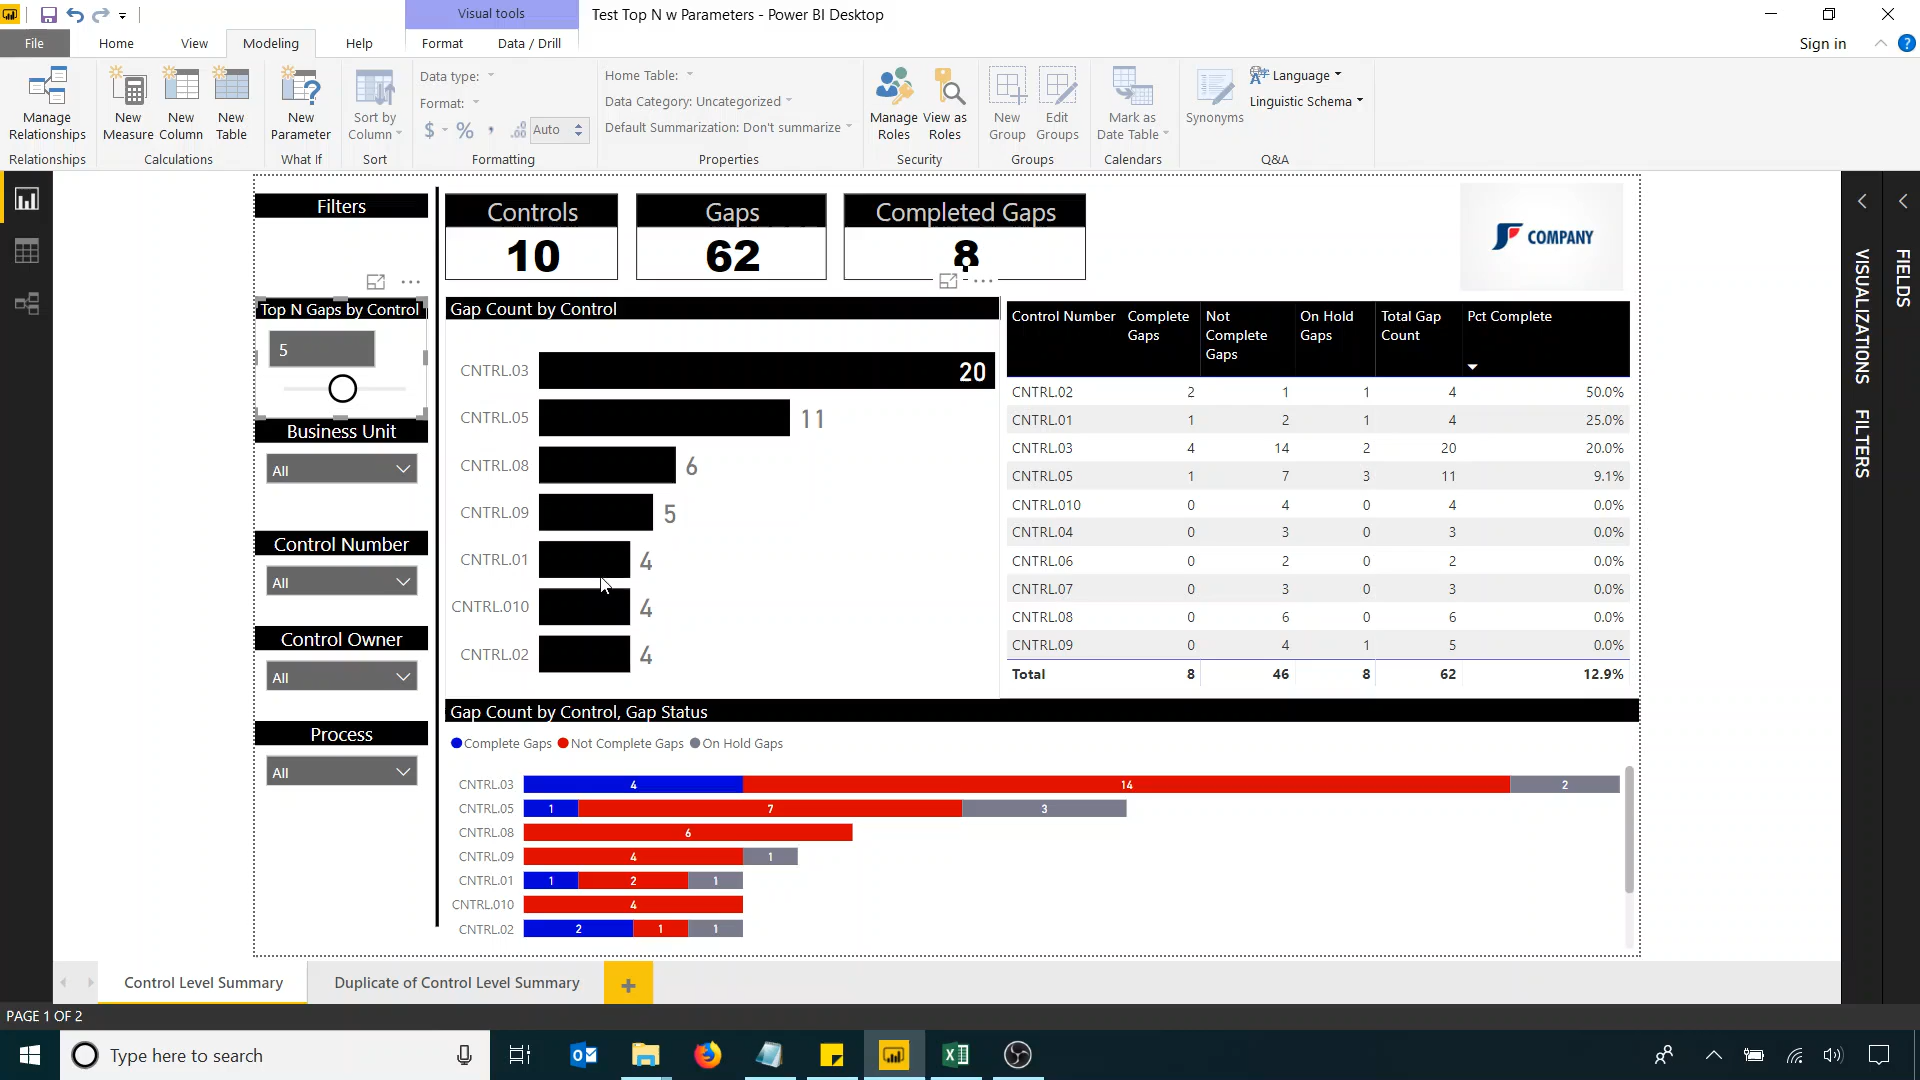 Visual tools
Test Top N w Parameters - Power BI Desktop
File
Home
View
Modeling
Help
Format
Data / Drill
Sign in
?
Manage Relationships
New Measure
New Column
New Table
New Parameter
Sort by Column
Data type:
Format:
$ % , .00 Auto
Home Table:
Data Category: Uncategorized
Default Summarization: Don't summarize
Manage Roles
View as Roles
New Group
Edit Groups
Mark as Date Table
Synonyms
Language
Linguistic Schema
Relationships
Calculations
What If
Sort
Formatting
Properties
Security
Groups
Calendars
Q&A
Filters
Controls
10
Gaps
62
Completed Gaps
8
COMPANY
VISUALIZATIONS
FILTERS
FIELDS
Top N Gaps by Control
5
Business Unit
All
Control Number
All
Control Owner
All
Process
All
Gap Count by Control
CNTRL.03 20
CNTRL.05 11
CNTRL.08 6
CNTRL.09 5
CNTRL.01 4
CNTRL.010 4
CNTRL.02 4
Control Number Complete Gaps Not Complete Gaps On Hold Gaps Total Gap Count Pct Complete
CNTRL.02 2 1 1 4 50.0%
CNTRL.01 1 2 1 4 25.0%
CNTRL.03 4 14 2 20 20.0%
CNTRL.05 1 7 3 11 9.1%
CNTRL.010 0 4 0 4 0.0%
CNTRL.04 0 3 0 3 0.0%
CNTRL.06 0 2 0 2 0.0%
CNTRL.07 0 3 0 3 0.0%
CNTRL.08 0 6 0 6 0.0%
CNTRL.09 0 4 1 5 0.0%
Total 8 46 8 62 12.9%
Gap Count by Control, Gap Status
Complete Gaps Not Complete Gaps On Hold Gaps
CNTRL.03 4 14 2
CNTRL.05 1 7 3
CNTRL.08 6
CNTRL.09 4 1
CNTRL.01 1 2 1
CNTRL.010 4
CNTRL.02 2 1 1
Control Level Summary
Duplicate of Control Level Summary
+
PAGE 1 OF 2
Type here to search